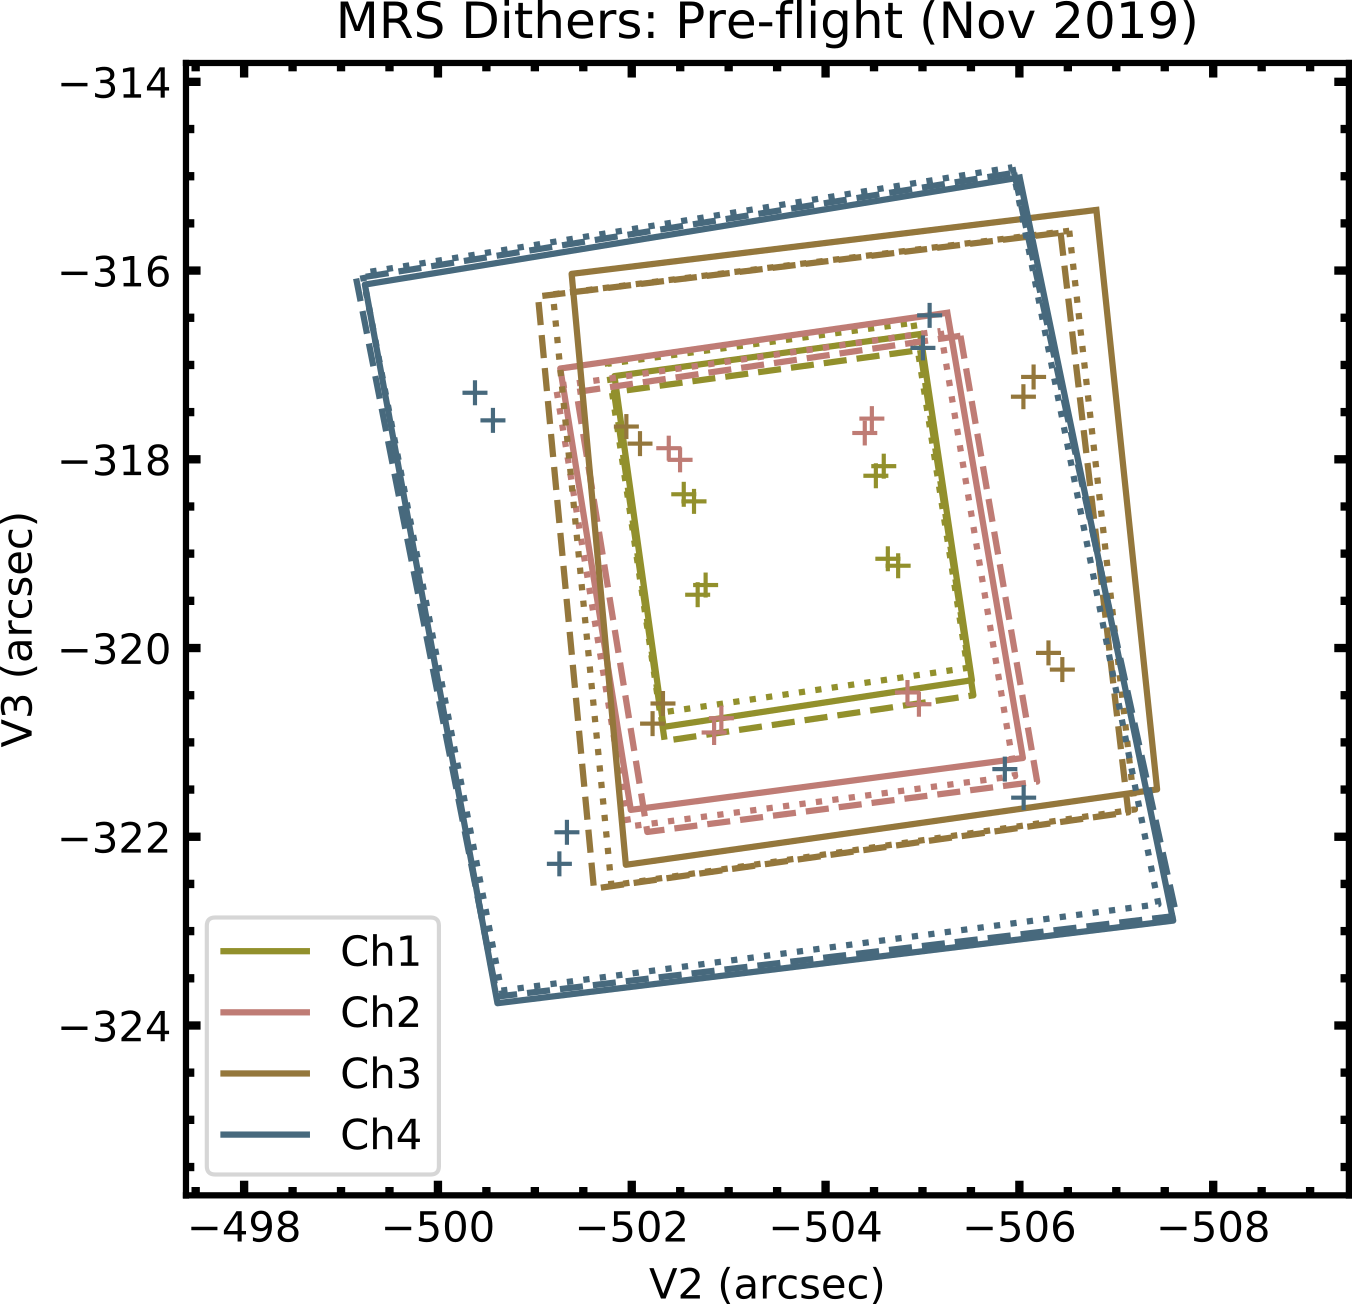 MRS Dithers: Pre-flight (Nov 2019)
−314
−316
−318
−320
−322
−324
V3 (arcsec)
Ch1
Ch2
Ch3
Ch4
−498 −500 −502 −504 −506 −508
V2 (arcsec)